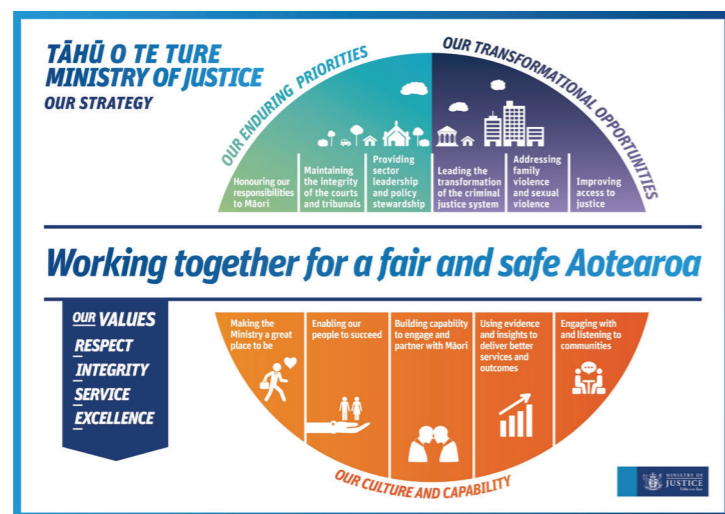 TĀHŪ O TE TURE
MINISTRY OF JUSTICE
OUR STRATEGY
OUR ENDURING PRIORITIES
OUR TRANSFORMATIONAL OPPORTUNITIES
Honouring our
responsibilities
to Māori
Maintaining
the integrity
of the courts
and tribunals
Providing
sector
leadership
and policy
stewardship
Leading the
transformation
of the criminal
justice system
Addressing
family
violence
and sexual
violence
Improving
access to
justice
Working together for a fair and safe Aotearoa
OUR VALUES
RESPECT
INTEGRITY
SERVICE
EXCELLENCE
Making the
Ministry a great
place to be
Enabling our
people to succeed
Building capability
to engage and
partner with Māori
Using evidence
and insights to
deliver better
services and
outcomes
Engaging with
and listening to
communities
OUR CULTURE AND CAPABILITY
MINISTRY OF
JUSTICE